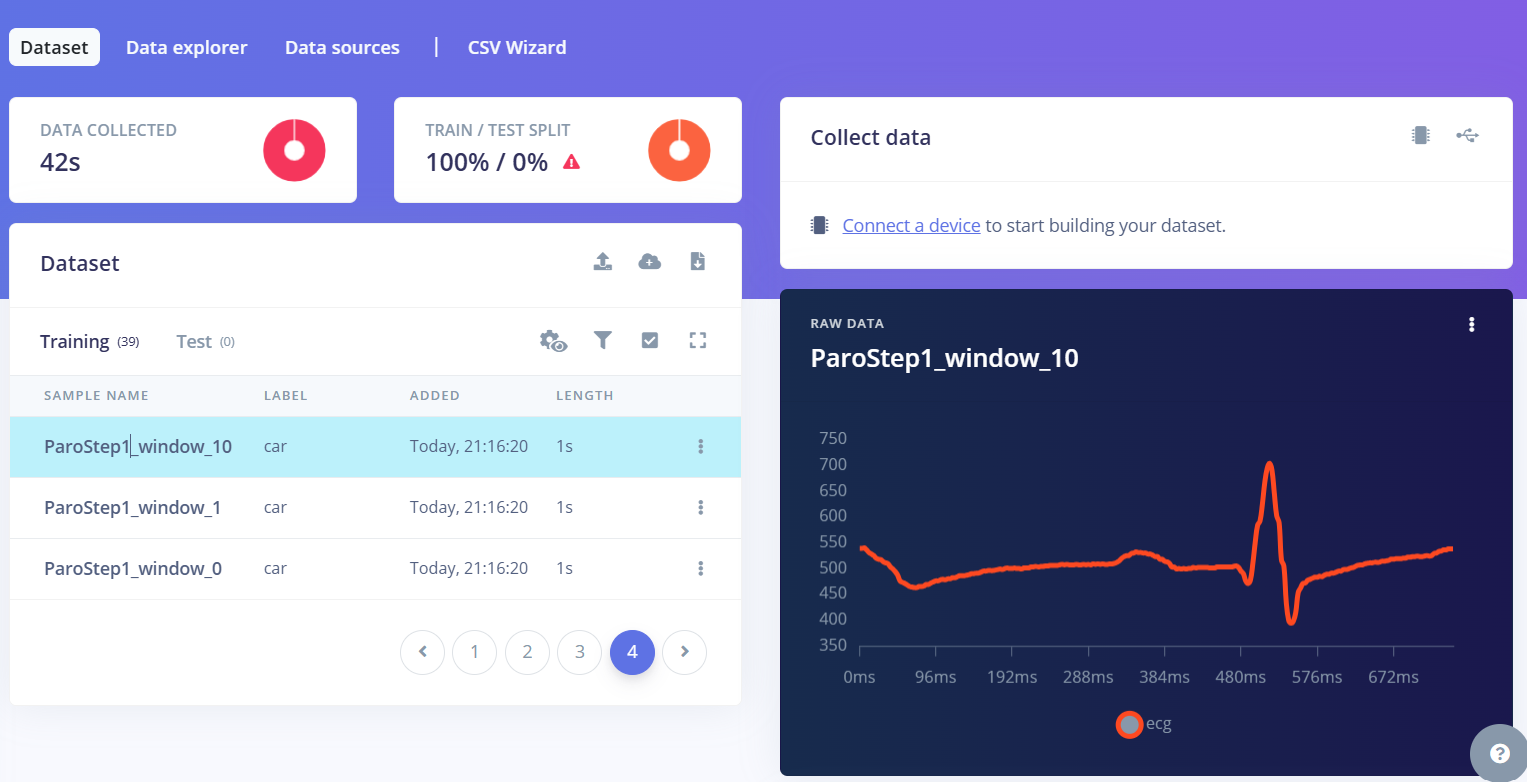 Dataset Data explorer Data sources | CSV Wizard
DATA COLLECTED
42s
TRAIN / TEST SPLIT
100% / 0%
Collect data
Connect a device to start building your dataset.
Dataset
Training (39) Test (0)
SAMPLE NAME LABEL ADDED LENGTH
ParoStep1_window_10 car Today, 21:16:20 1s
ParoStep1_window_1 car Today, 21:16:20 1s
ParoStep1_window_0 car Today, 21:16:20 1s
1 2 3 4
RAW DATA
ParoStep1_window_10
750
700
650
600
550
500
450
400
350
0ms 96ms 192ms 288ms 384ms 480ms 576ms 672ms
ecg
?